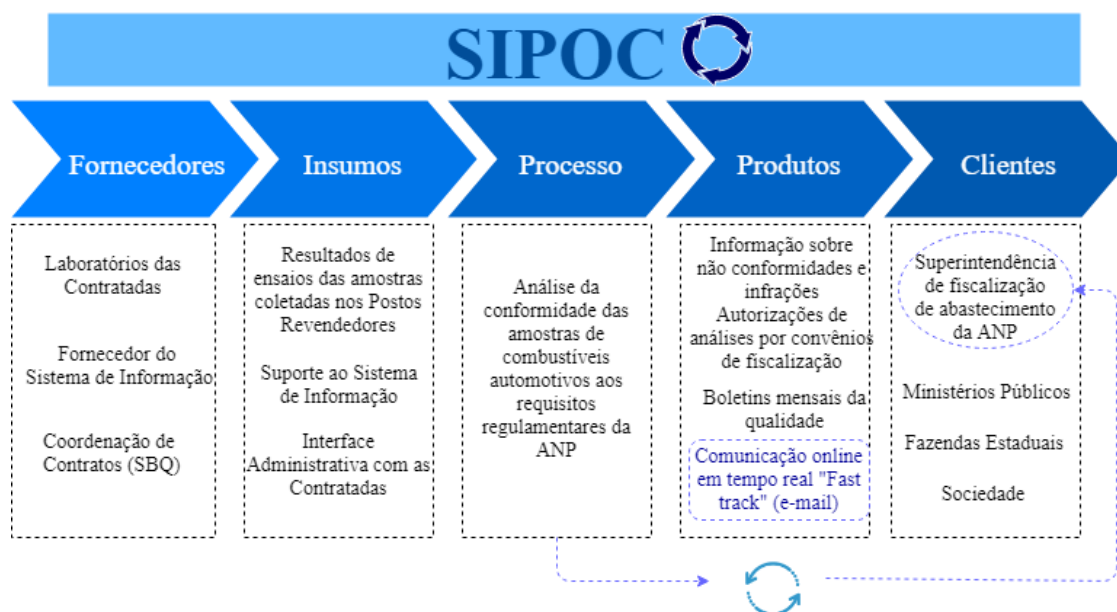 SIPOC
Fornecedores
Insumos
Processo
Produtos
Clientes
Laboratórios das
Contratadas
Fornecedor do
Sistema de Informação
Coordenação de
Contratos (SBQ)
Resultados de
ensaios das amostras
coletadas nos Postos
Revendedores
Suporte ao Sistema
de Informação
Interface
Administrativa com as
Contratadas
Análise da
conformidade das
amostras de
combustíveis
automotivos aos
requisitos
regulamentares da
ANP
Informação sobre
não conformidades e
infrações
Autorizações de
análises por convênios
de fiscalização
Boletins mensais da
qualidade
Comunicação online
em tempo real "Fast
track" (e-mail)
Superintendência
de fiscalização
de abastecimento
da ANP
Ministérios Públicos
Fazendas Estaduais
Sociedade